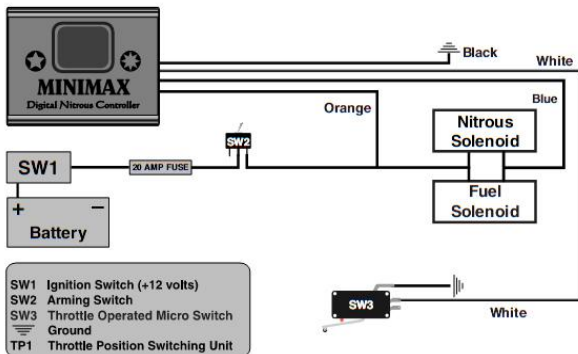 MINIMAX
Digital Nitrous Controller
Black
White
Orange
Blue
Nitrous
Solenoid
Fuel
Solenoid
SW1
20 AMP FUSE
SW2
+ −
Battery
SW3
White
SW1 Ignition Switch (+12 volts)
SW2 Arming Switch
SW3 Throttle Operated Micro Switch
Ground
TP1 Throttle Position Switching Unit